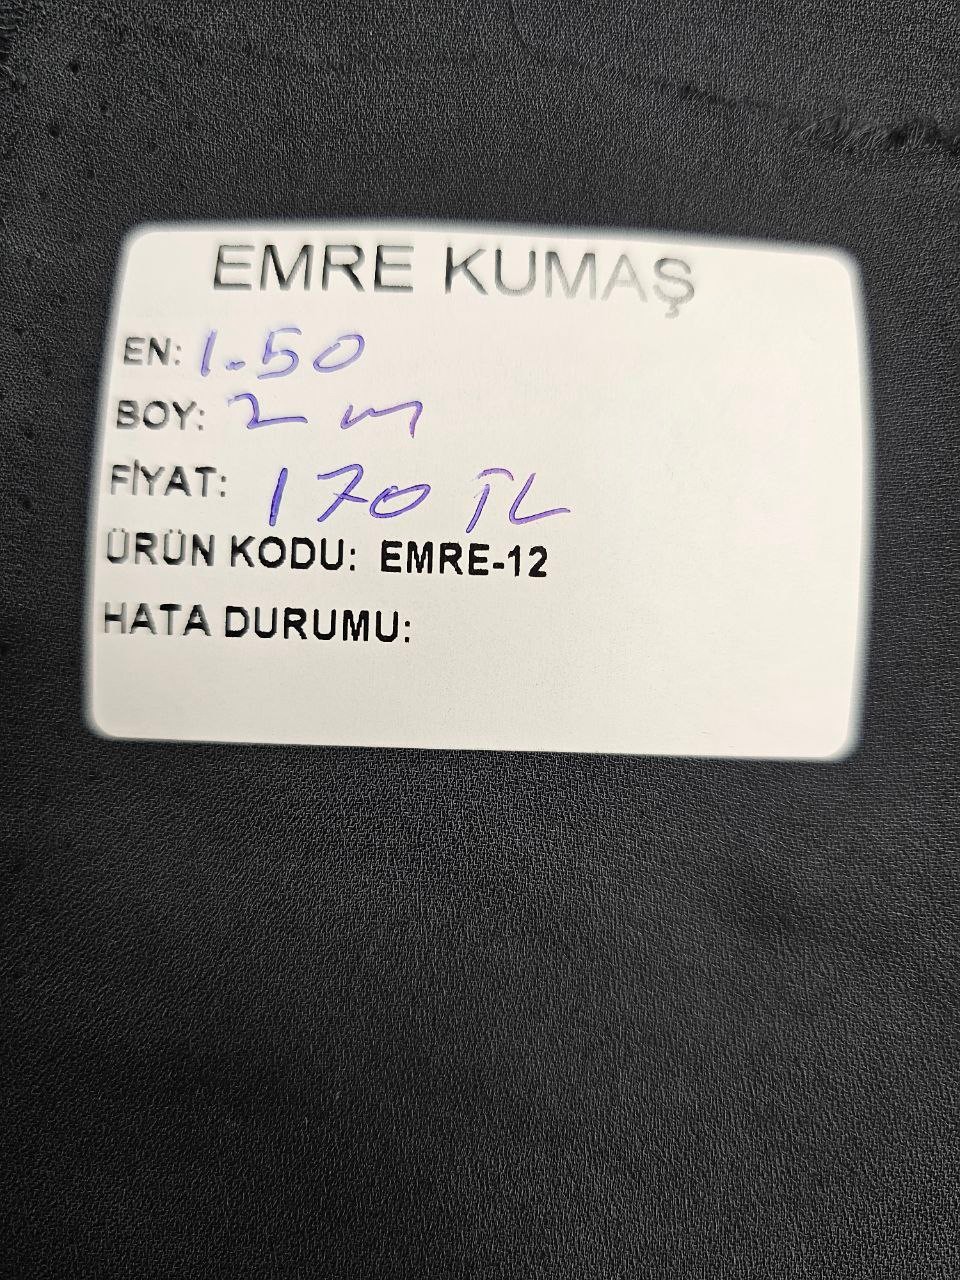 EMRE KUMAŞ
EN: 1.50
BOY: 2 m
FİYAT: 170 TL
ÜRÜN KODU: EMRE-12
HATA DURUMU: